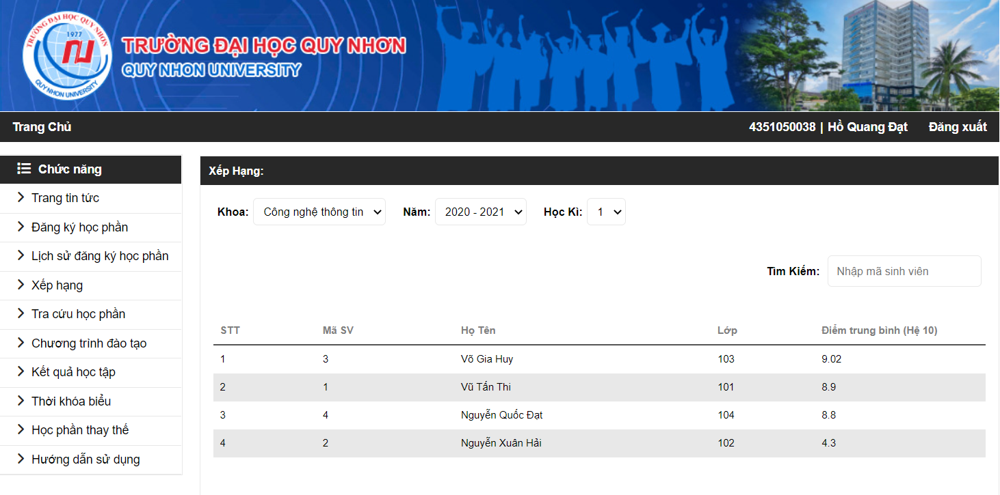 TRƯỜNG ĐẠI HỌC QUY NHƠN
1977
QUY NHON UNIVERSITY
TRƯỜNG ĐẠI HỌC QUY NHƠN
QUY NHON UNIVERSITY
Trang Chủ
4351050038 | Hồ Quang Đạt Đăng xuất
Chức năng
Trang tin tức
Đăng ký học phần
Lịch sử đăng ký học phần
Xếp hạng
Tra cứu học phần
Chương trình đào tạo
Kết quả học tập
Thời khóa biểu
Học phần thay thế
Hướng dẫn sử dụng
Xếp Hạng:
Khoa: Công nghệ thông tin Năm: 2020 - 2021 Học Kì: 1
Tìm Kiếm: Nhập mã sinh viên
STT Mã SV Họ Tên Lớp Điểm trung bình (Hệ 10)
1 3 Võ Gia Huy 103 9.02
2 1 Vũ Tấn Thi 101 8.9
3 4 Nguyễn Quốc Đạt 104 8.8
4 2 Nguyễn Xuân Hải 102 4.3